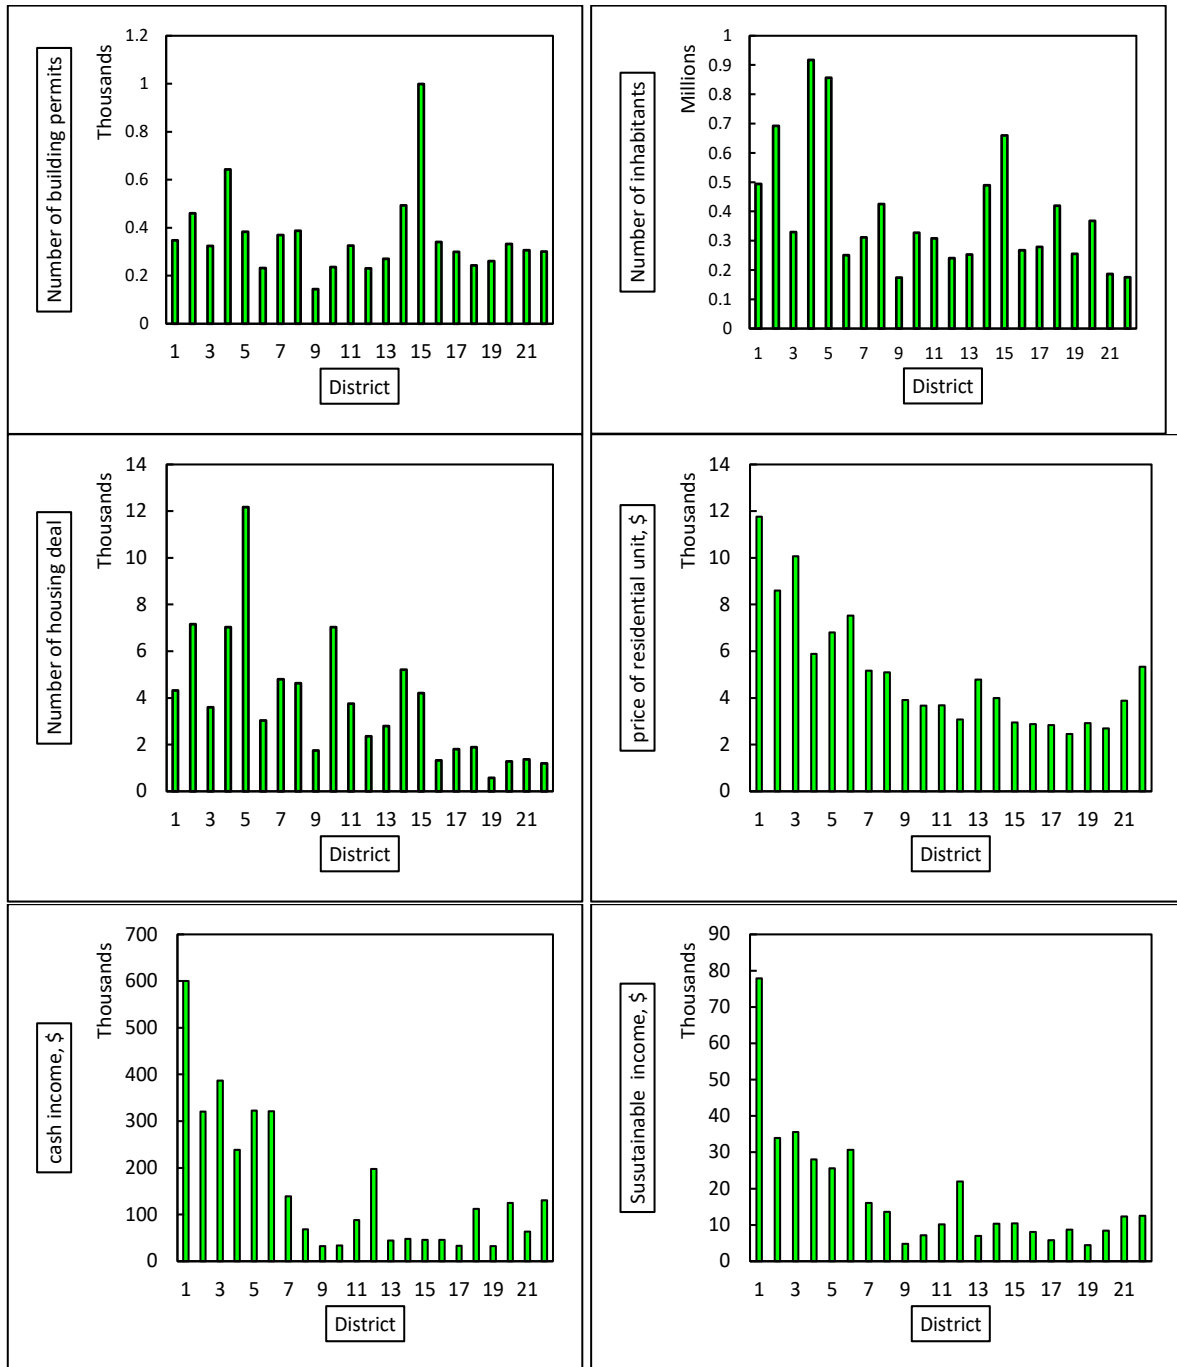 Number of building permits
Thousands
1.2
1
0.8
0.6
0.4
0.2
0
1 3 5 7 9 11 13 15 17 19 21
District
Number of inhabitants
Millions
1
0.9
0.8
0.7
0.6
0.5
0.4
0.3
0.2
0.1
0
1 3 5 7 9 11 13 15 17 19 21
District
Number of housing deal
Thousands
14
12
10
8
6
4
2
0
1 3 5 7 9 11 13 15 17 19 21
District
price of residential unit, $
Thousands
14
12
10
8
6
4
2
0
1 3 5 7 9 11 13 15 17 19 21
District
cash income, $
Thousands
700
600
500
400
300
200
100
0
1 3 5 7 9 11 13 15 17 19 21
District
Susutainable income, $
Thousands
90
80
70
60
50
40
30
20
10
0
1 3 5 7 9 11 13 15 17 19 21
District